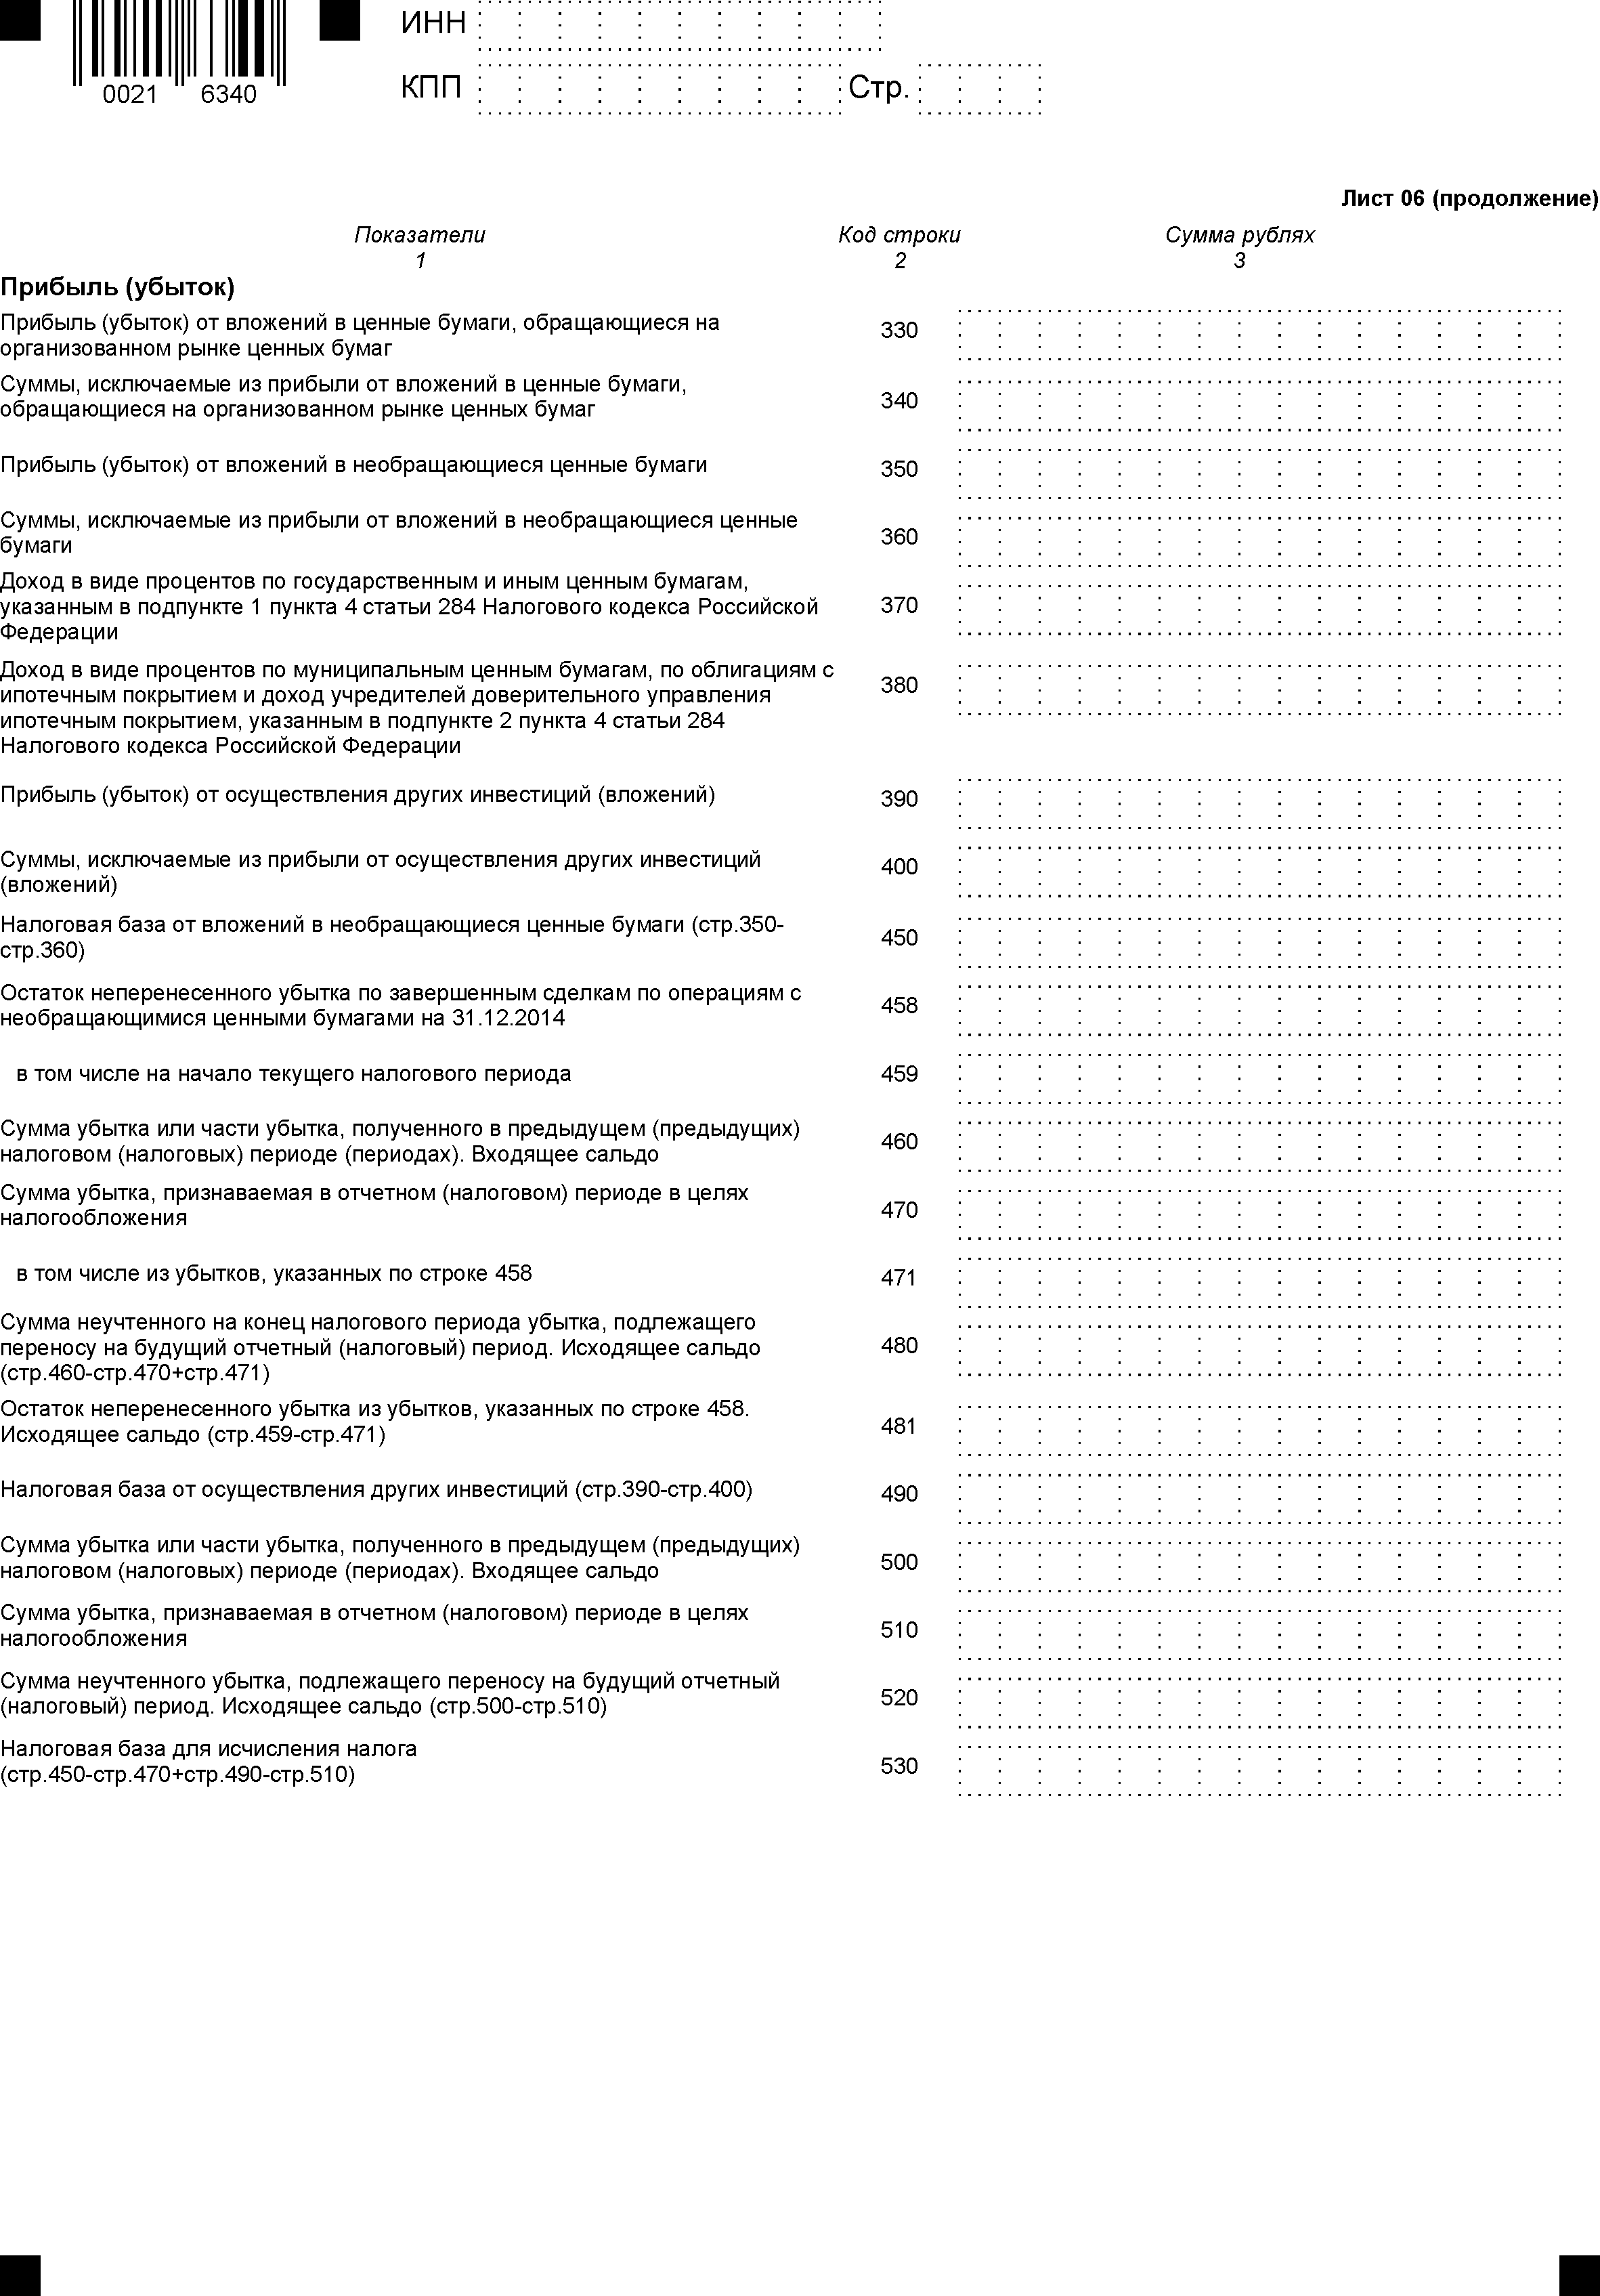 ИНН
0021 6340
КПП Стр.
Лист 06 (продолжение)
Показатели Код строки Сумма рублях
1 2 3
Прибыль (убыток)
Прибыль (убыток) от вложений в ценные бумаги, обращающиеся на
организованном рынке ценных бумаг
330
Суммы, исключаемые из прибыли от вложений в ценные бумаги,
обращающиеся на организованном рынке ценных бумаг
340
Прибыль (убыток) от вложений в необращающиеся ценные бумаги
350
Суммы, исключаемые из прибыли от вложений в необращающиеся ценные
бумаги
360
Доход в виде процентов по государственным и иным ценным бумагам,
указанным в подпункте 1 пункта 4 статьи 284 Налогового кодекса Российской
Федерации
370
Доход в виде процентов по муниципальным ценным бумагам, по облигациям с
ипотечным покрытием и доход учредителей доверительного управления
ипотечным покрытием, указанным в подпункте 2 пункта 4 статьи 284
Налогового кодекса Российской Федерации
380
Прибыль (убыток) от осуществления других инвестиций (вложений)
390
Суммы, исключаемые из прибыли от осуществления других инвестиций
(вложений)
400
Налоговая база от вложений в необращающиеся ценные бумаги (стр.350-
стр.360)
450
Остаток неперенесенного убытка по завершенным сделкам по операциям с
необращающимися ценными бумагами на 31.12.2014
458
в том числе на начало текущего налогового периода
459
Сумма убытка или части убытка, полученного в предыдущем (предыдущих)
налоговом (налоговых) периоде (периодах). Входящее сальдо
460
Сумма убытка, признаваемая в отчетном (налоговом) периоде в целях
налогообложения
470
в том числе из убытков, указанных по строке 458
471
Сумма неучтенного на конец налогового периода убытка, подлежащего
переносу на будущий отчетный (налоговый) период. Исходящее сальдо
(стр.460-стр.470+стр.471)
480
Остаток неперенесенного убытка из убытков, указанных по строке 458.
Исходящее сальдо (стр.459-стр.471)
481
Налоговая база от осуществления других инвестиций (стр.390-стр.400)
490
Сумма убытка или части убытка, полученного в предыдущем (предыдущих)
налоговом (налоговых) периоде (периодах). Входящее сальдо
500
Сумма убытка, признаваемая в отчетном (налоговом) периоде в целях
налогообложения
510
Сумма неучтенного убытка, подлежащего переносу на будущий отчетный
(налоговый) период. Исходящее сальдо (стр.500-стр.510)
520
Налоговая база для исчисления налога
(стр.450-стр.470+стр.490-стр.510)
530